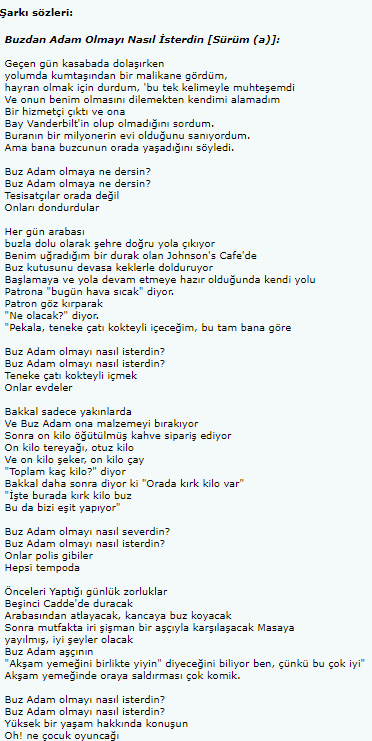 Şarkı sözleri:
Buzdan Adam Olmayı Nasıl İsterdin [Sürüm (a)]:
Geçen gün kasabada dolaşırken
yolumda kumtaşından bir malikane gördüm,
hayran olmak için durdum, 'bu tek kelimeyle muhteşemdi
Ve onun benim olmasını dilemekten kendimi alamadım
Bir hizmetçi çıktı ve ona
Bay Vanderbilt'in olup olmadığını sordum.
Buranın bir milyonerin evi olduğunu sanıyordum.
Ama bana buzcunun orada yaşadığını söyledi.
Buz Adam olmaya ne dersin?
Buz Adam olmaya ne dersin?
Tesisatçılar orada değil
Onları dondurdular
Her gün arabası
buzla dolu olarak şehre doğru yola çıkıyor
Benim uğradığım bir durak olan Johnson's Cafe'de
Buz kutusunu devasa keklerle dolduruyor
Başlamaya ve yola devam etmeye hazır olduğunda kendi yolu
Patrona "bugün hava sıcak" diyor.
Patron göz kırparak
"Ne olacak?" diyor.
"Pekala, teneke çatı kokteyli içeceğim, bu tam bana göre
Buz Adam olmayı nasıl isterdin?
Buz Adam olmayı nasıl isterdin?
Teneke çatı kokteyli içmek
Onlar evdeler
Bakkal sadece yakınlarda
Ve Buz Adam ona malzemeyi bırakıyor
Sonra on kilo öğütülmüş kahve sipariş ediyor
On kilo tereyağı, otuz kilo
Ve on kilo şeker, on kilo çay
"Toplam kaç kilo?" diyor
Bakkal daha sonra diyor ki "Orada kırk kilo var"
"İşte burada kırk kilo buz
Bu da bizi eşit yapıyor"
Buz Adam olmayı nasıl severdin?
Buz Adam olmayı nasıl isterdin?
Onlar polis gibiler
Hepsi tempoda
Önceleri Yaptığı günlük zorluklar
Beşinci Cadde'de duracak
Arabasından atlayacak, kancaya buz koyacak
Sonra mutfakta iri şişman bir aşçıyla karşılaşacak Masaya
yayılmış, iyi şeyler olacak
Buz Adam aşçının
"Akşam yemeğini birlikte yiyin" diyeceğini biliyor ben, çünkü bu çok iyi"
Akşam yemeğinde oraya saldırması çok komik.
Buz Adam olmayı nasıl isterdin?
Buz Adam olmayı nasıl isterdin?
Yüksek bir yaşam hakkında konuşun
Oh! ne çocuk oyuncağı